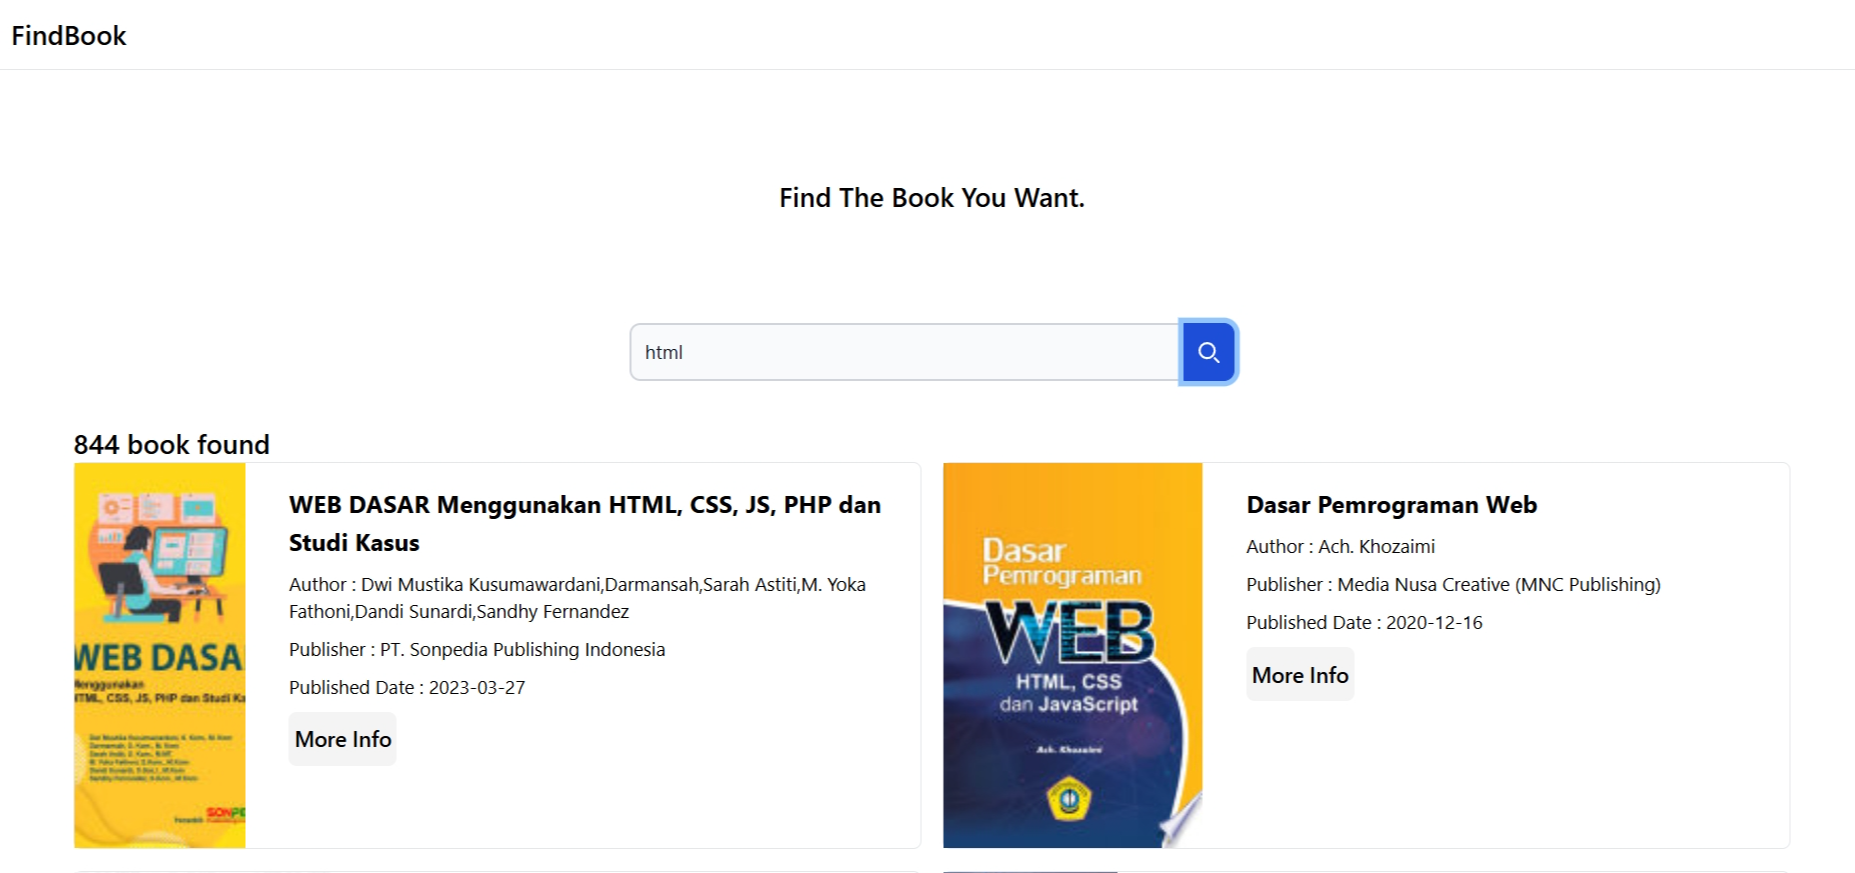 FindBook
Find The Book You Want.
html
844 book found
WEB DASAR Menggunakan HTML, CSS, JS, PHP dan
Studi Kasus
Author : Dwi Mustika Kusumawardani,Darmansah,Sarah Astiti,M. Yoka
Fathoni,Dandi Sunardi,Sandhy Fernandez
Publisher : PT. Sonpedia Publishing Indonesia
Published Date : 2023-03-27
More Info
WEB DASA
Menggunakan
HTML, CSS, JS, PHP dan Studi Ka
Dasar Pemrograman Web
Author : Ach. Khozaimi
Publisher : Media Nusa Creative (MNC Publishing)
Published Date : 2020-12-16
More Info
Dasar
Pemrograman
WEB
HTML, CSS
dan JavaScript
Ach. Khozaimi